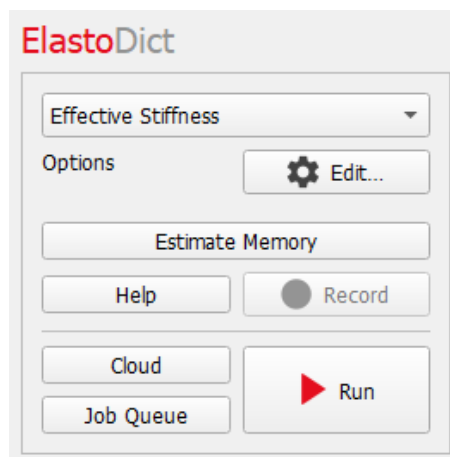 ElastoDict
Effective Stiffness
Options
Edit...
Estimate Memory
Help
Record
Cloud
Run
Job Queue